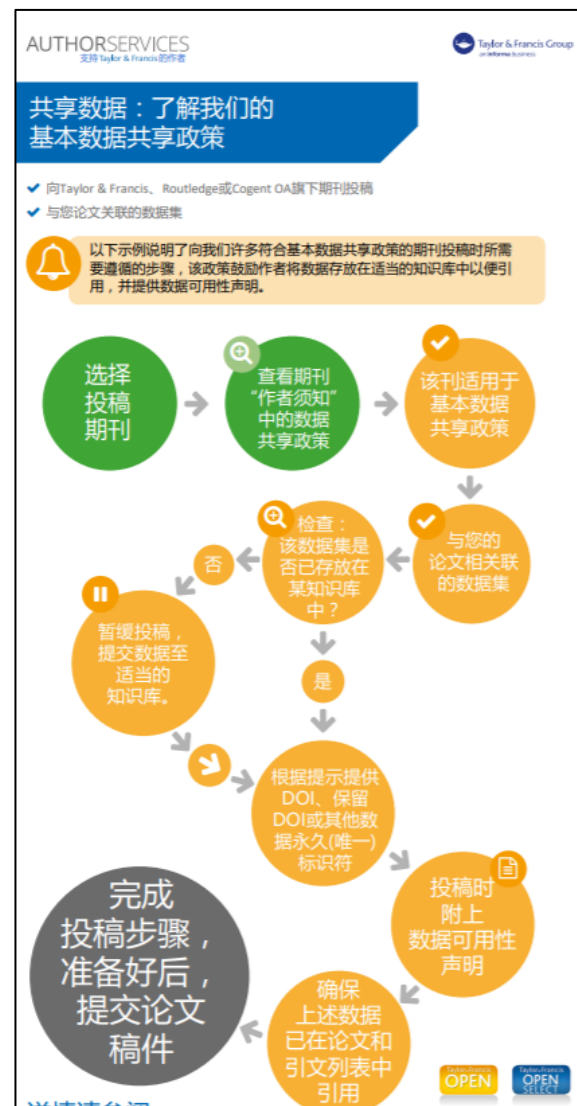 AUTHORSERVICES
支持Taylor & Francis的作者
Taylor & Francis Group
an informa business
共享数据：了解我们的
基本数据共享政策
向Taylor & Francis、Routledge或Cogent OA旗下期刊投稿
与您论文关联的数据集
以下示例说明了向我们许多符合基本数据共享政策的期刊投稿时所需
要遵循的步骤，该政策鼓励作者将数据存放在适当的知识库中以便引
用，并提供数据可用性声明。
选择
投稿
期刊
查看期刊
“作者须知”
中的数据
共享政策
该刊适用于
基本数据
共享政策
与您的
论文相关联
的数据集
检查：
该数据集是
否已存放在
某知识库
中？
否
暂缓投稿，
提交数据至
适当的
知识库。
是
根据提示提供
DOI、保留
DOI或其他数
据永久(唯一)
标识符
投稿时
附上
数据可用性
声明
确保
上述数据
已在论文和
引文列表中
引用
完成
投稿步骤，
准备好后，
提交论文
稿件
Taylor & Francis
OPEN
Taylor & Francis
OPEN
SELECT
详情请参阅